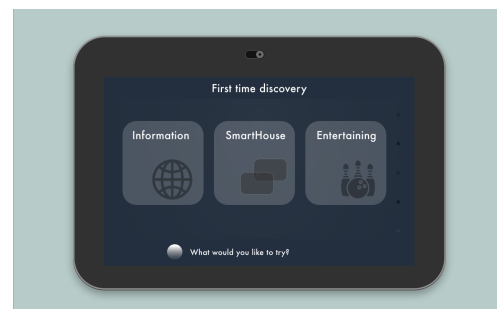 First time discovery
Information
SmartHouse
Entertaining
What would you like to try?